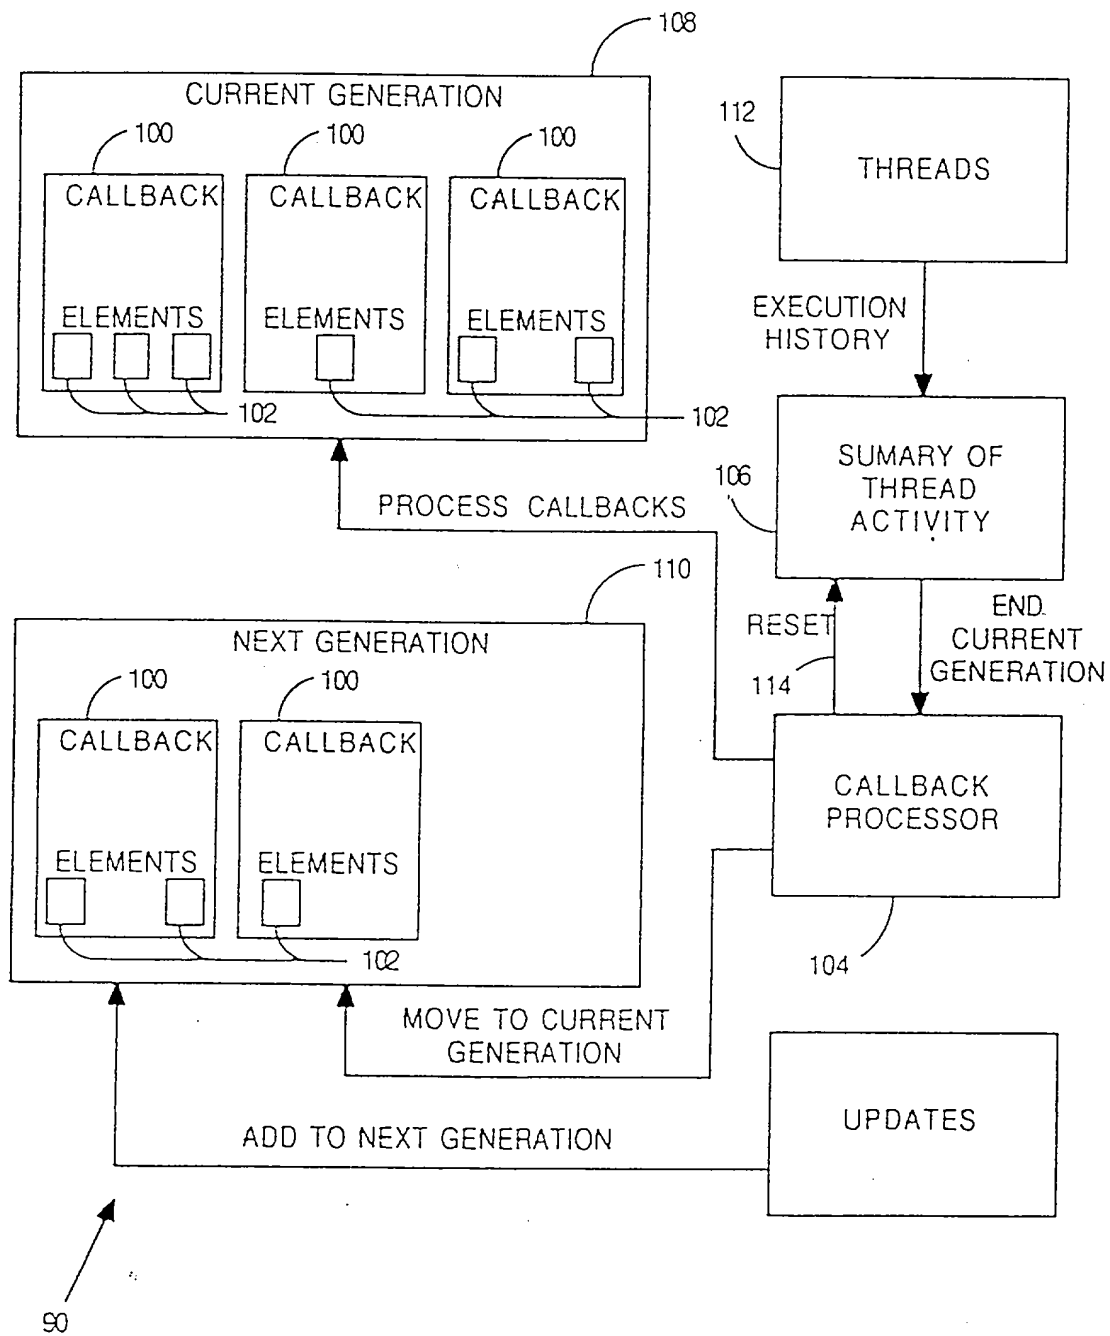 108
CURRENT GENERATION
100
100
100
CALLBACK
CALLBACK
CALLBACK
ELEMENTS
ELEMENTS
ELEMENTS
102
102
112
THREADS
EXECUTION
HISTORY
106
SUMARY OF
THREAD
ACTIVITY
PROCESS CALLBACKS
110
NEXT GENERATION
100
100
CALLBACK
CALLBACK
ELEMENTS
ELEMENTS
102
RESET
114
END
CURRENT
GENERATION
CALLBACK
PROCESSOR
104
MOVE TO CURRENT
GENERATION
UPDATES
ADD TO NEXT GENERATION
90